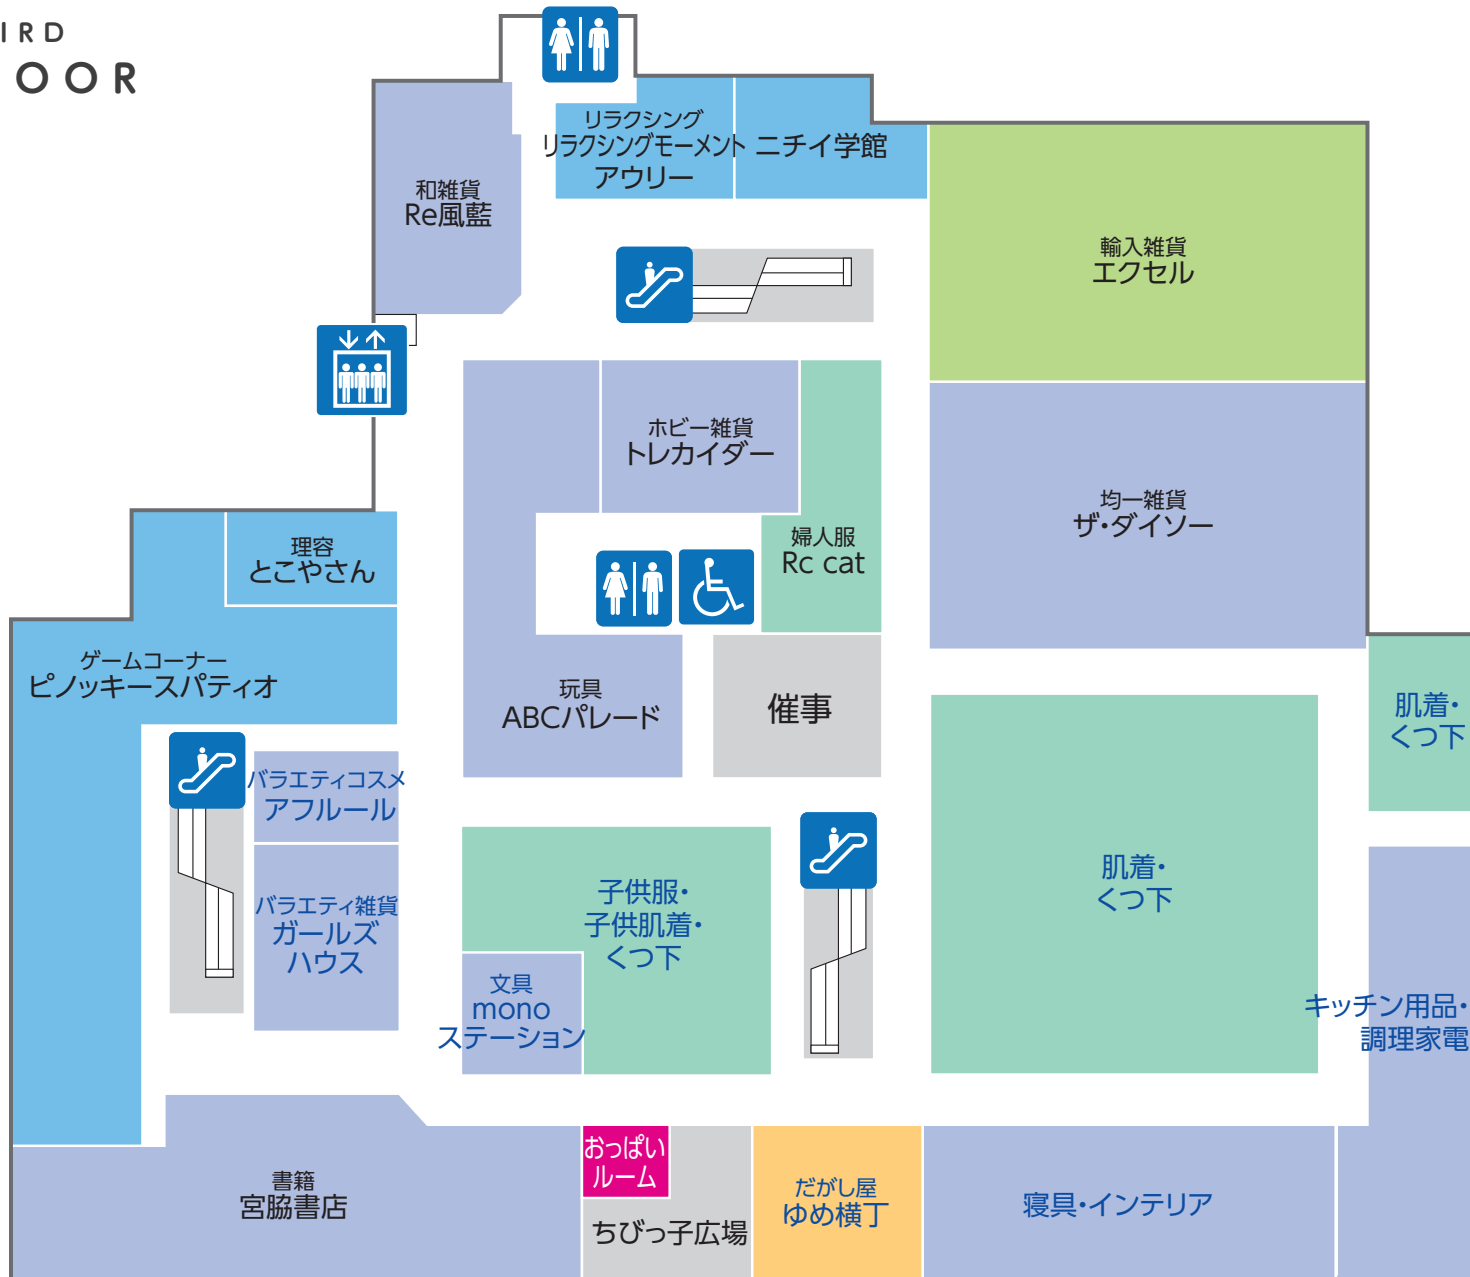 IRD
OOR
リラクシング
リラクシングモーメント
アウリー
ニチイ学館
和雑貨
Re風藍
輸入雑貨
エクセル
ホビー雑貨
トレカイダー
均一雑貨
ザ・ダイソー
婦人服
Rc cat
理容
とこやさん
ゲームコーナー
ピノッキースパティオ
玩具
ABCパレード
催事
肌着・
くつ下
バラエティコスメ
アフルール
バラエティ雑貨
ガールズ
ハウス
子供服・
子供肌着・
くつ下
肌着・
くつ下
文具
mono
ステーション
キッチン用品・
調理家電
書籍
宮脇書店
おっぱい
ルーム
ちびっ子広場
だがし屋
ゆめ横丁
寝具・インテリア